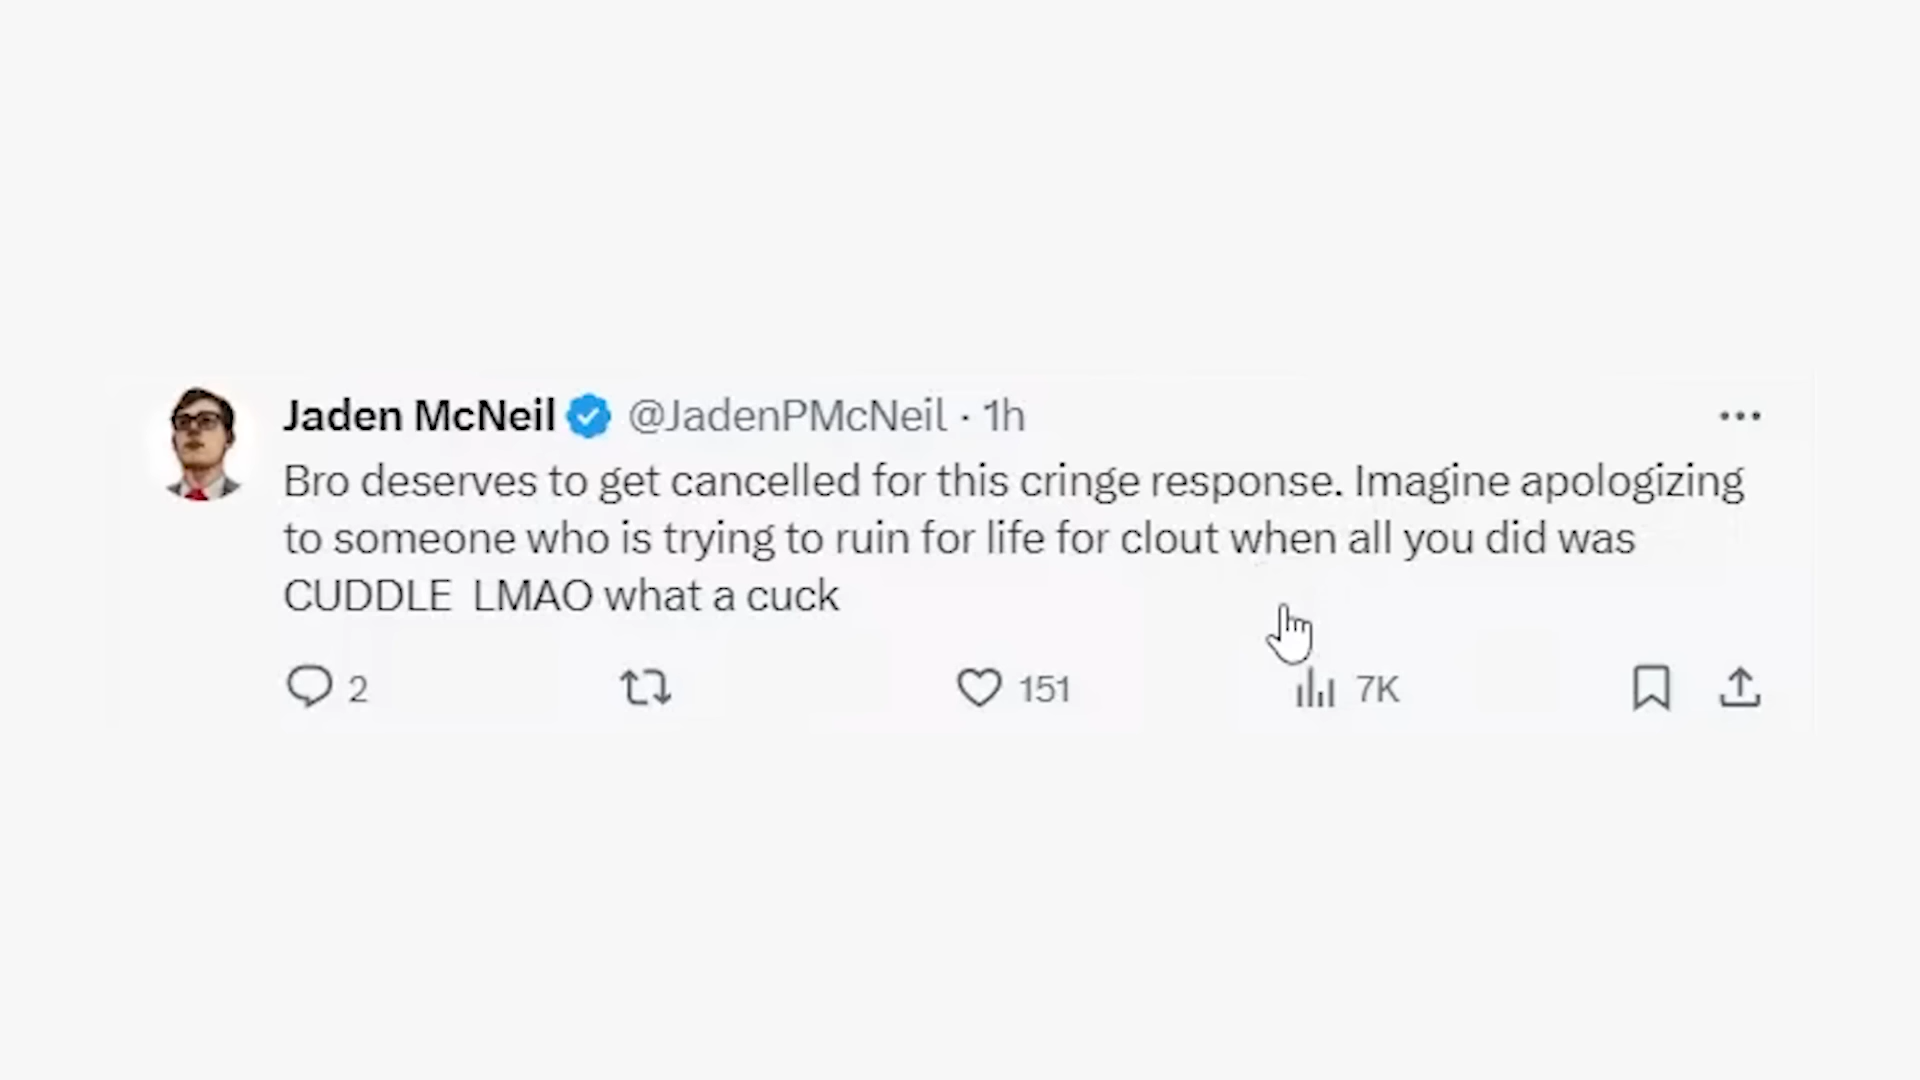 Jaden McNeil @JadenPMcNeil · 1h
Bro deserves to get cancelled for this cringe response. Imagine apologizing
to someone who is trying to ruin for life for clout when all you did was
CUDDLE LMAO what a cuck
2 151 7K